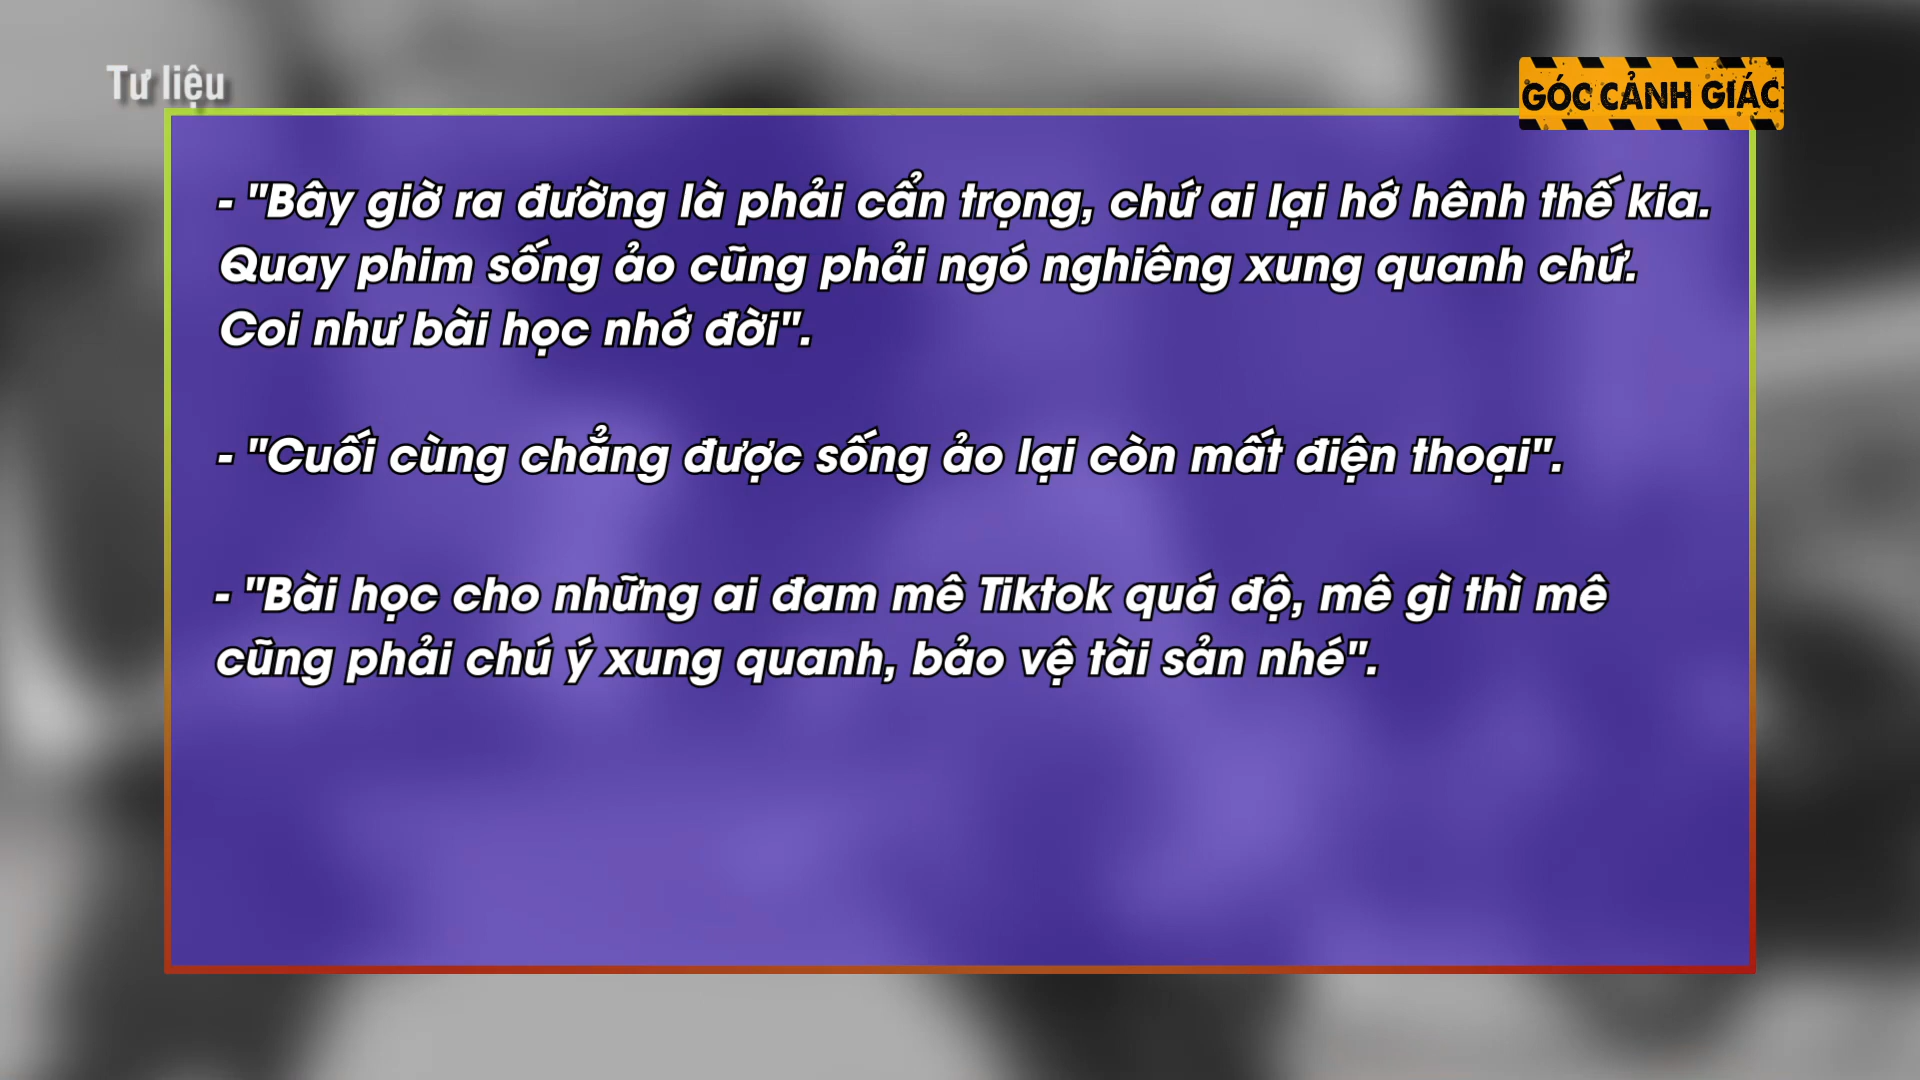 Tư liệu
GÓC CẢNH GIÁC
- "Bây giờ ra đường là phải cẩn trọng, chứ ai lại hớ hênh thế kia.
Quay phim sống ảo cũng phải ngó nghiêng xung quanh chứ.
Coi như bài học nhớ đời".
- "Cuối cùng chẳng được sống ảo lại còn mất điện thoại".
- "Bài học cho những ai đam mê Tiktok quá độ, mê gì thì mê
cũng phải chú ý xung quanh, bảo vệ tài sản nhé".